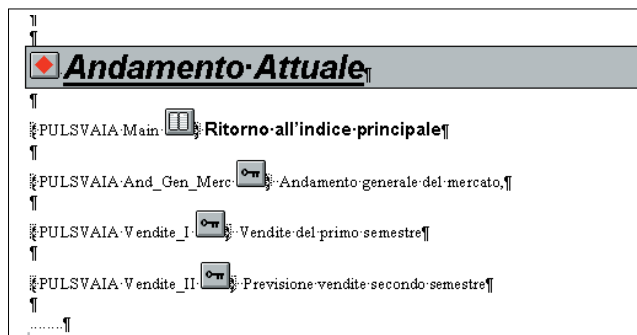 ¶
¶
Andamento·Attuale¶
¶
{·PULSVAIA·Main·}·Ritorno·all'indice·principale¶
¶
{·PULSVAIA·And_Gen_Merc·}··Andamento·generale·del·mercato,¶
¶
{·PULSVAIA·Vendite_I·}··Vendite·del·primo·semestre¶
¶
{·PULSVAIA·Vendite_II·}··Previsione·vendite·secondo·semestre¶
¶
........¶